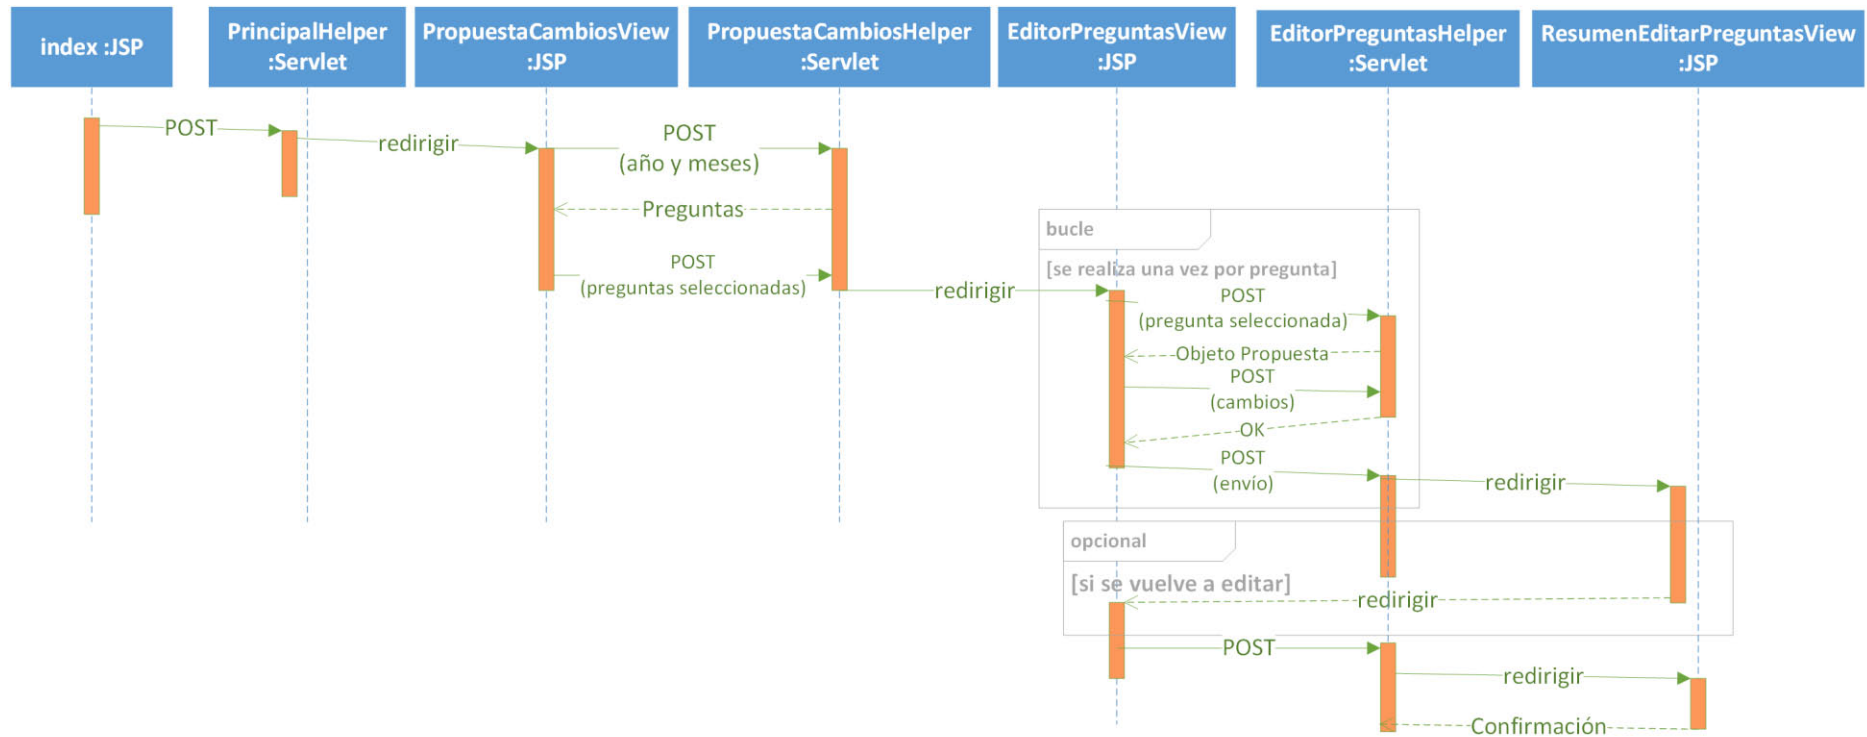 index :JSP
PrincipalHelper
:Servlet
PropuestaCambiosView
:JSP
PropuestaCambiosHelper
:Servlet
EditorPreguntasView
:JSP
EditorPreguntasHelper
:Servlet
ResumenEditarPreguntasView
:JSP
POST
redirigir
POST
(año y meses)
Preguntas
POST
(preguntas seleccionadas)
redirigir
bucle
[se realiza una vez por pregunta]
POST
(pregunta seleccionada)
Objeto Propuesta
POST
(cambios)
OK
POST
(envío)
redirigir
opcional
[si se vuelve a editar]
redirigir
POST
redirigir
Confirmación